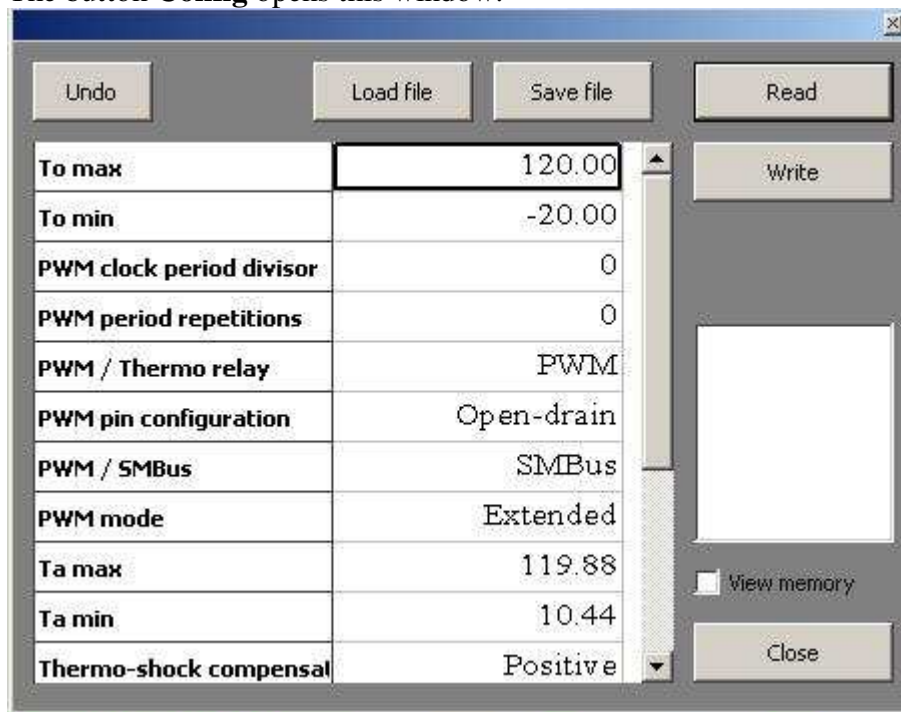 The button Config opens this window:
Undo
Load file
Save file
Read
To max 120.00
Write
To min -20.00
PWM clock period divisor 0
PWM period repetitions 0
PWM / Thermo relay PWM
PWM pin configuration Open-drain
PWM / SMBus SMBus
PWM mode Extended
Ta max 119.88
View memory
Ta min 10.44
Close
Thermo-shock compensat Positive